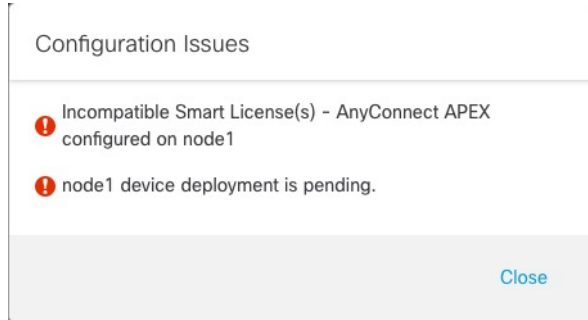 Configuration Issues
Incompatible Smart License(s) - AnyConnect APEX
configured on node1
node1 device deployment is pending.
Close